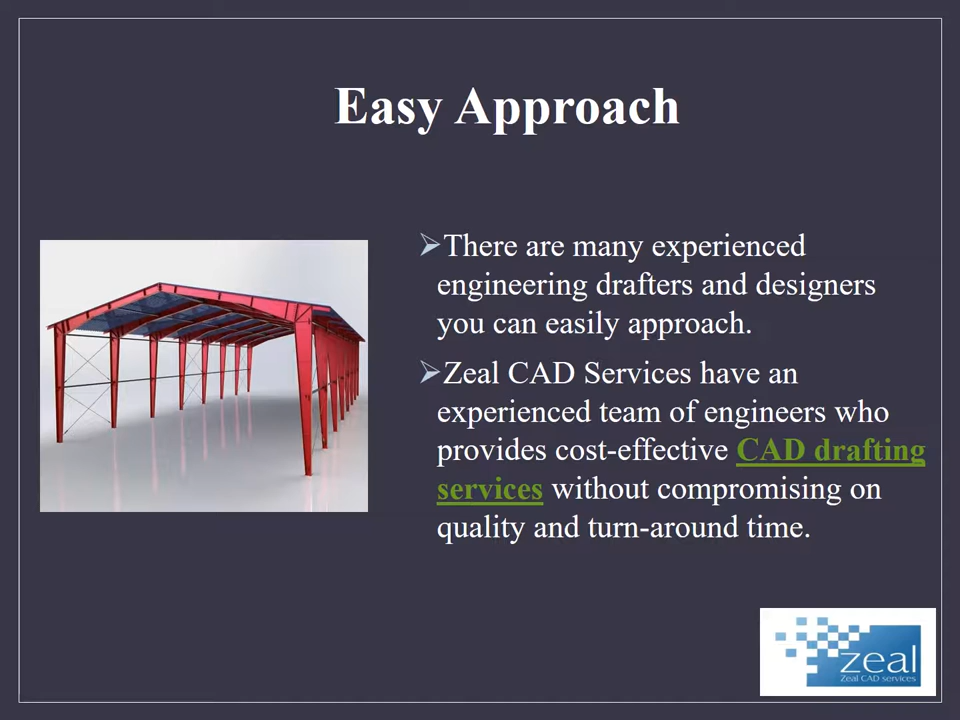 Easy Approach
➢There are many experienced
engineering drafters and designers
you can easily approach.
➢Zeal CAD Services have an
experienced team of engineers who
provides cost-effective CAD drafting
services without compromising on
quality and turn-around time.
zeal
Zeal CAD services